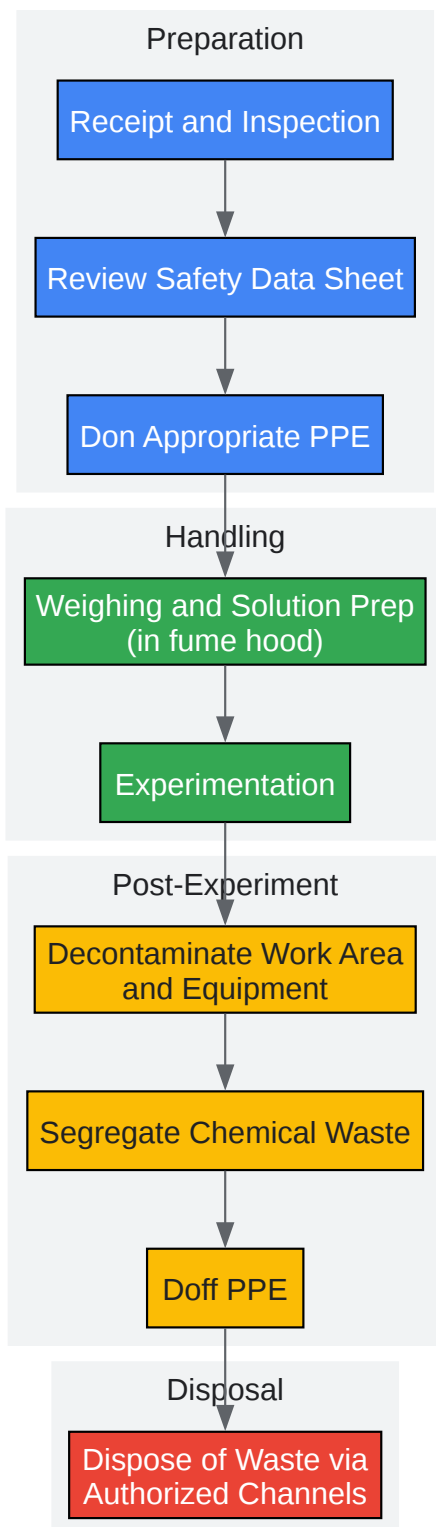 Preparation
Receipt and Inspection
Review Safety Data Sheet
Don Appropriate PPE
Handling
Weighing and Solution Prep
(in fume hood)
Experimentation
Post-Experiment
Decontaminate Work Area
and Equipment
Segregate Chemical Waste
Doff PPE
Disposal
Dispose of Waste via
Authorized Channels